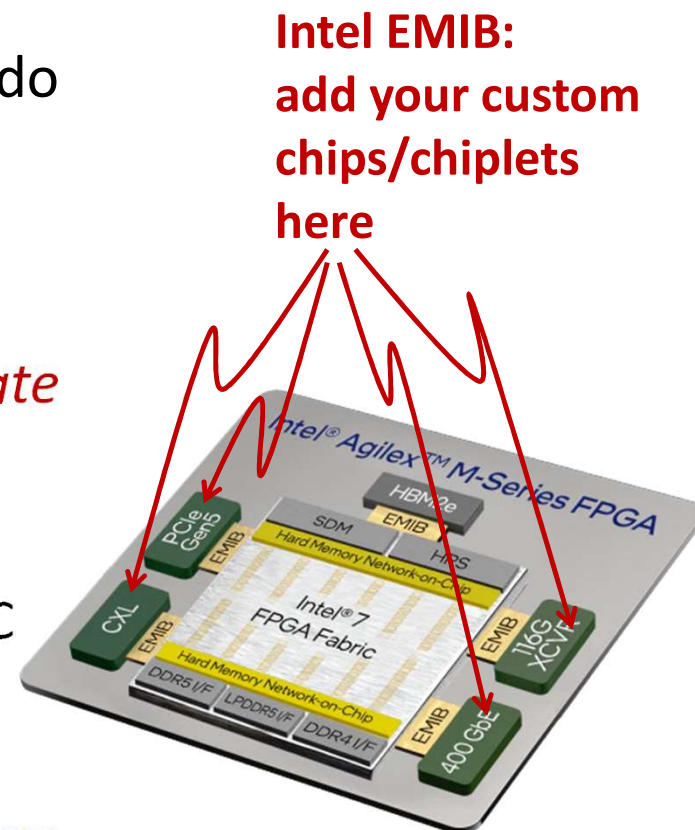 do
Intel EMIB:
add your custom
chips/chiplets
here
ate
Intel® Agilex™ M-Series FPGA
HBM2e
EMIB
SDM
HPS
Hard Memory Network-on-Chip
PCIe
Gen5
EMIB
Intel® 7
FPGA Fabric
CXL
EMIB
EMIB
116G
XCVR
C
Hard Memory Network-on-Chip
DDR5 I/F
LPDDR5 I/F
DDR4 I/F
EMIB
400 GbE